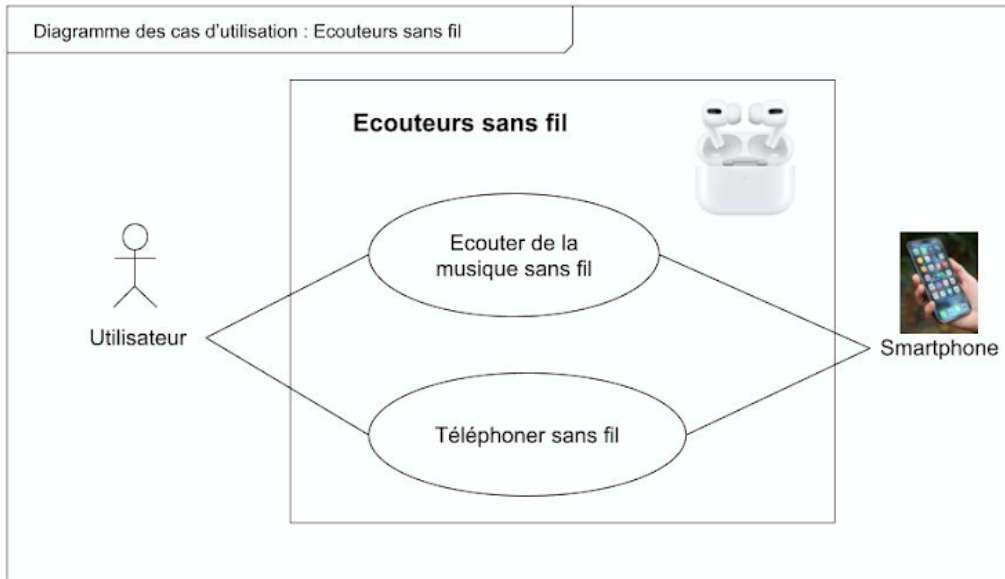 Diagramme des cas d'utilisation : Ecouteurs sans fil
Ecouteurs sans fil
Ecouter de la
musique sans fil
Utilisateur
Smartphone
Téléphoner sans fil